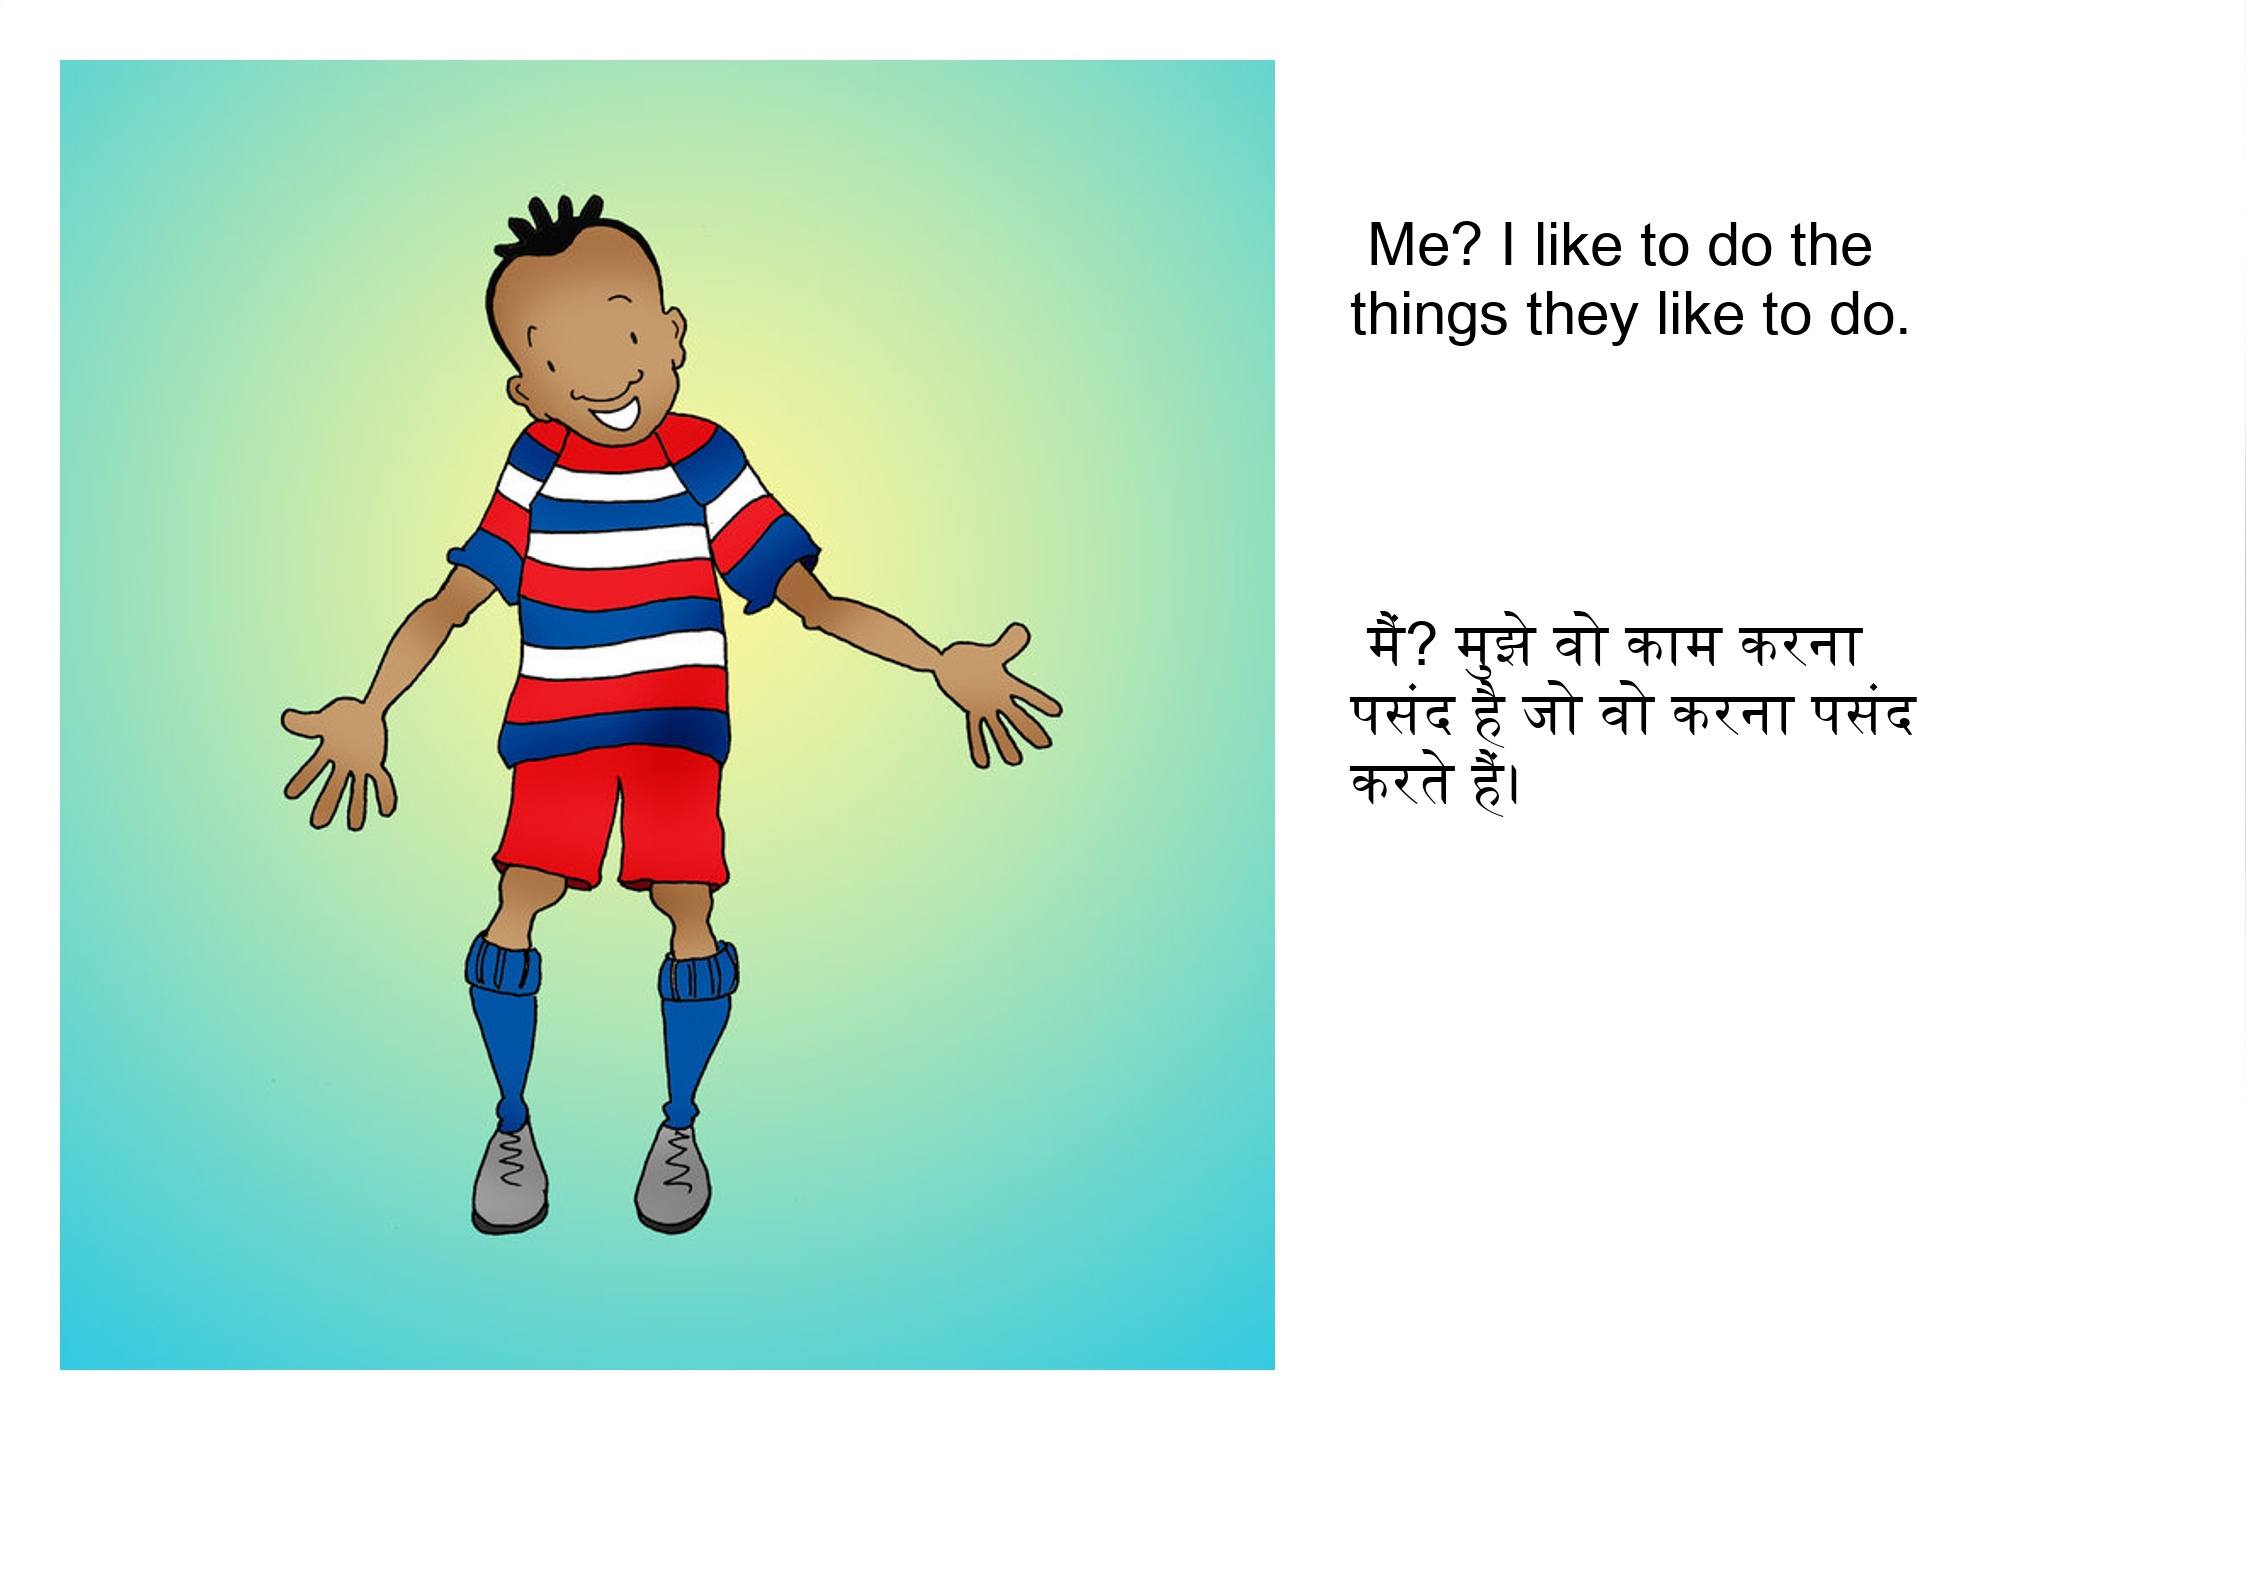 Me? I like to do the
things they like to do.
मैं? मुझे वो काम करना
पसंद है जो वो करना पसंद
करते हैं।